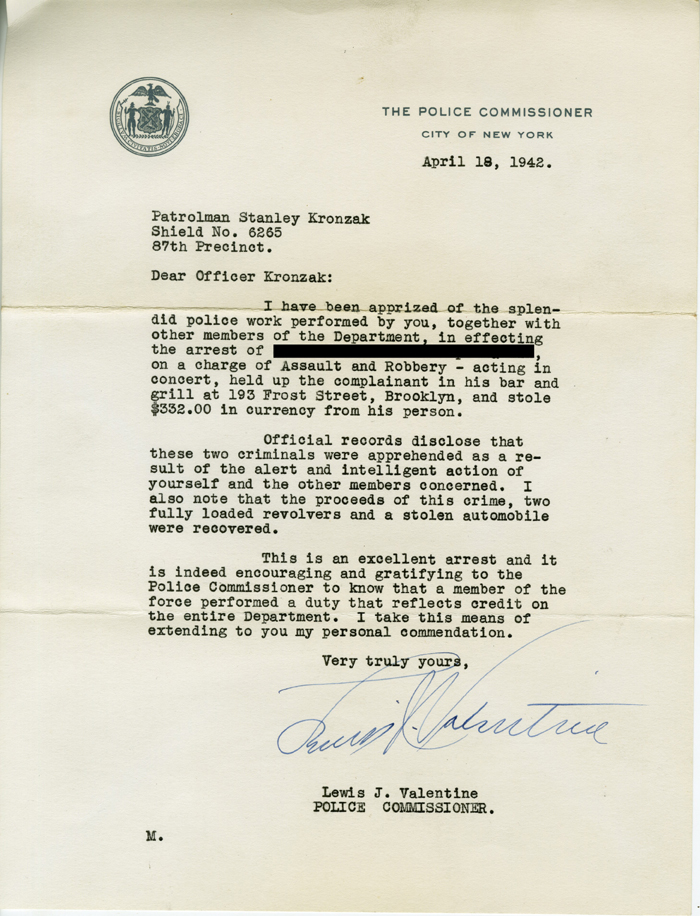 THE POLICE COMMISSIONER
CITY OF NEW YORK
April 18, 1942.
Patrolman Stanley Kronzak
Shield No. 6265
87th Precinct.
Dear Officer Kronzak:
I have been apprized of the splen-
did police work performed by you, together with
other members of the Department, in effecting
the arrest of ,
on a charge of Assault and Robbery - acting in
concert, held up the complainant in his bar and
grill at 193 Frost Street, Brooklyn, and stole
$332.00 in currency from his person.
Official records disclose that
these two criminals were apprehended as a re-
sult of the alert and intelligent action of
yourself and the other members concerned. I
also note that the proceeds of this crime, two
fully loaded revolvers and a stolen automobile
were recovered.
This is an excellent arrest and it
is indeed encouraging and gratifying to the
Police Commissioner to know that a member of the
force performed a duty that reflects credit on
the entire Department. I take this means of
extending to you my personal commendation.
Very truly yours,
Lewis J. Valentine
Lewis J. Valentine
POLICE COMMISSIONER.
M.